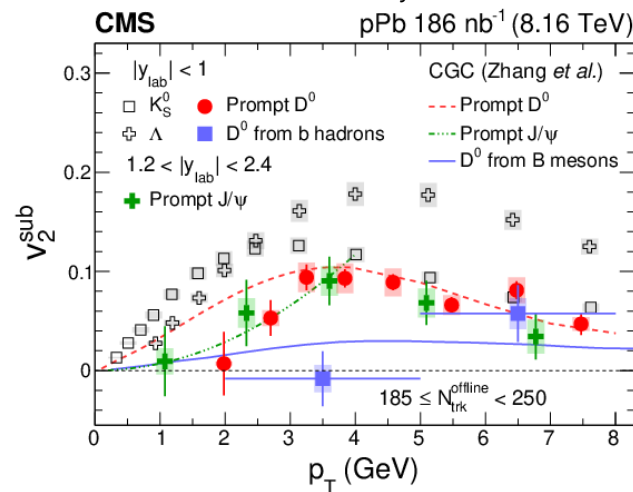 CMS pPb 186 nb⁻¹ (8.16 TeV)
|y_lab| < 1 CGC (Zhang et al.)
K⁰_S Prompt D⁰ Prompt D⁰
Λ D⁰ from b hadrons Prompt J/ψ
1.2 < |y_lab| < 2.4 D⁰ from B mesons
Prompt J/ψ
0.3
0.2
0.1
0
v₂^sub
185 ≤ N_trk^offline < 250
0 1 2 3 4 5 6 7 8
p_T (GeV)